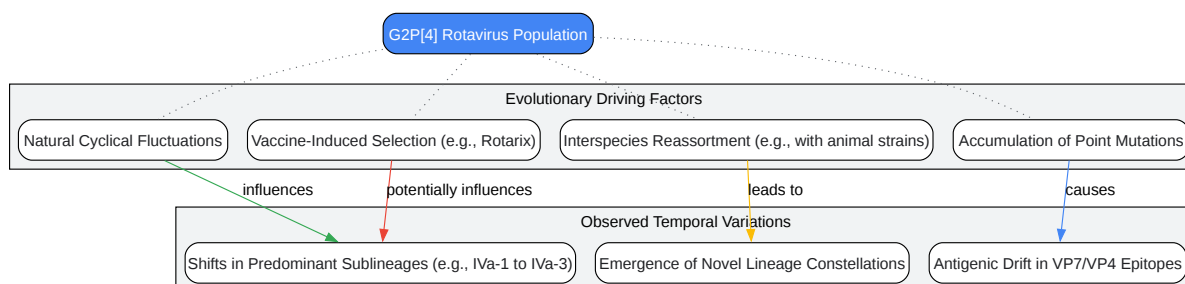 G2P[4] Rotavirus Population
Evolutionary Driving Factors
Natural Cyclical Fluctuations
Vaccine-Induced Selection (e.g., Rotarix)
Interspecies Reassortment (e.g., with animal strains)
Accumulation of Point Mutations
influences
potentially influences
leads to
causes
Observed Temporal Variations
Shifts in Predominant Sublineages (e.g., IVa-1 to IVa-3)
Emergence of Novel Lineage Constellations
Antigenic Drift in VP7/VP4 Epitopes